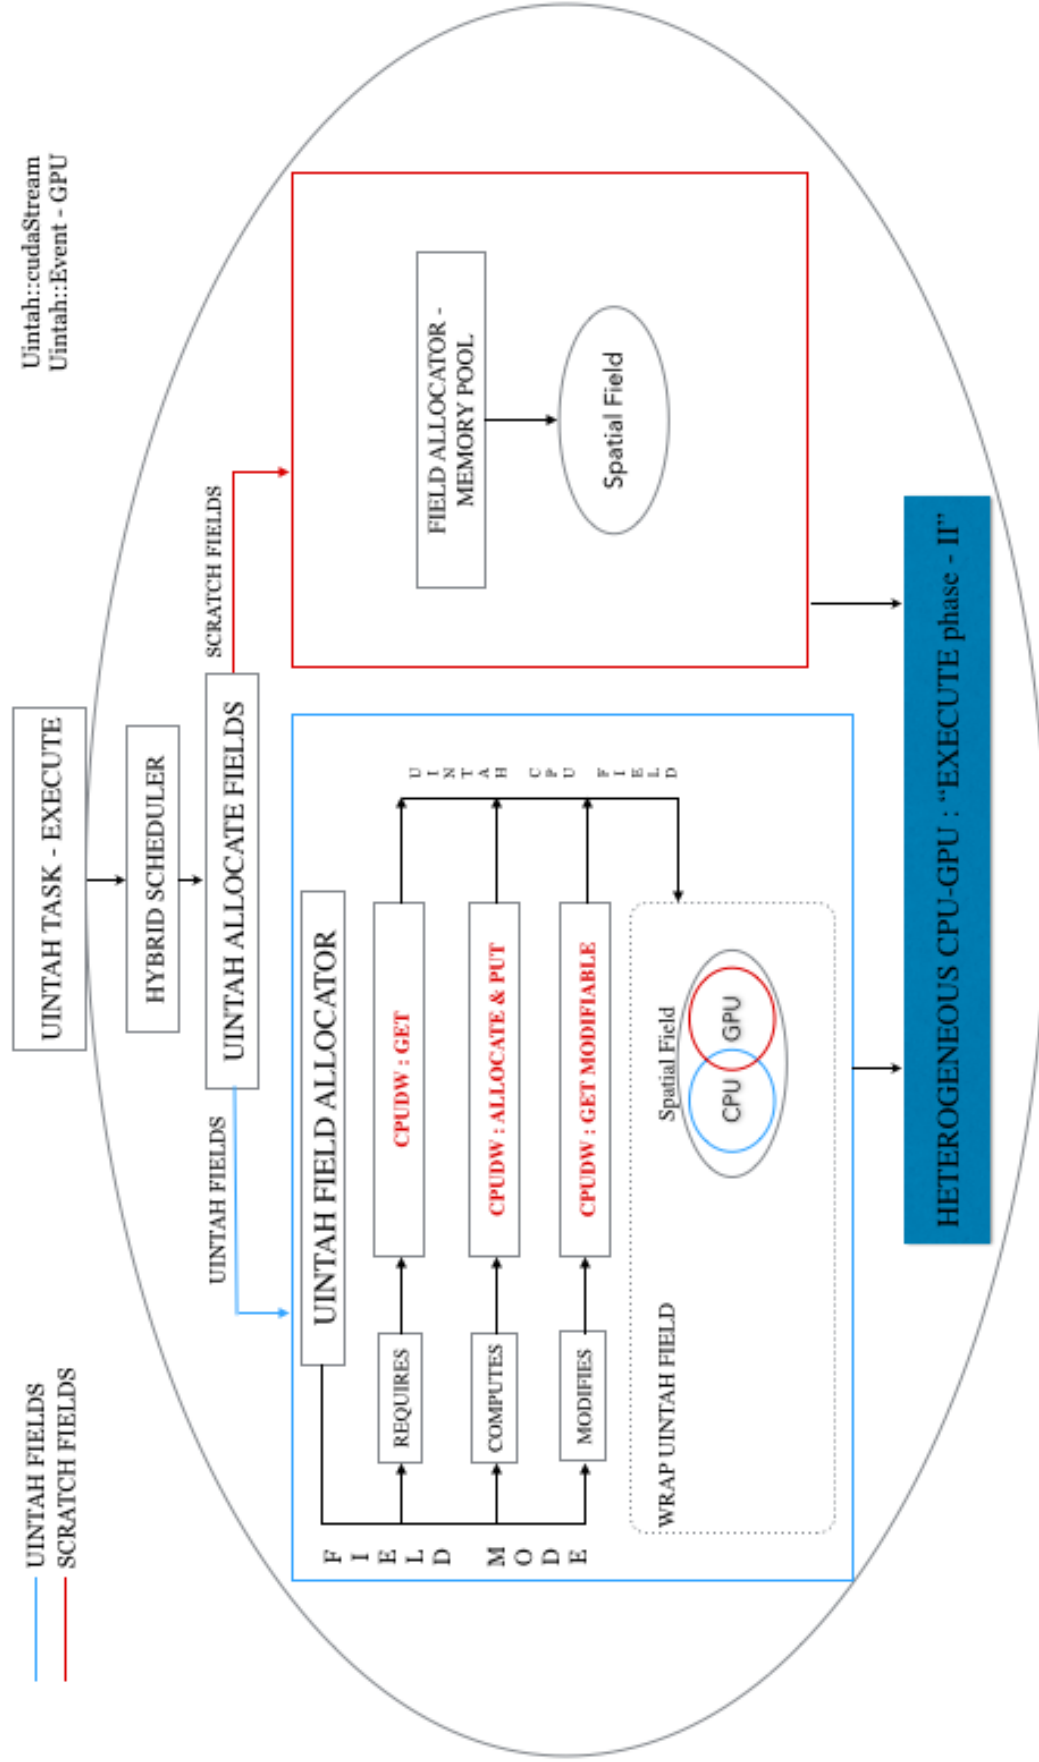 UINTAH FIELDS
SCRATCH FIELDS
UINTAH TASK - EXECUTE
Uintah::cudaStream
Uintah::Event - GPU
HYBRID SCHEDULER
UNTAH ALLOCATE FIELDS
UINTAH FIELDS
SCRATCH FIELDS
UINTAH FIELD ALLOCATOR
FIELD MODE
REQUIRES
CPUDW : GET
COMPUTES
CPUDW : ALLOCATE & PUT
MODIFIES
CPUDW : GET MODIFIABLE
UINTAH CPU FIELD
WRAP UINTAH FIELD
Spatial Field
CPU
GPU
FIELD ALLOCATOR -
MEMORY POOL
Spatial Field
HETEROGENEOUS CPU-GPU : “EXECUTE phase - II”